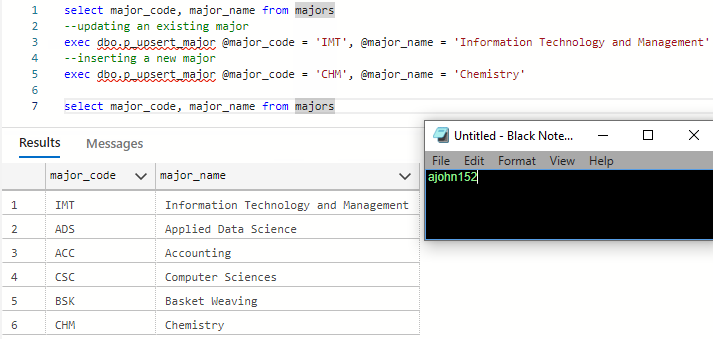 1 select major_code, major_name from majors
2 --updating an existing major
3 exec dbo.p_upsert_major @major_code = 'IMT', @major_name = 'Information Technology and Management'
4 --inserting a new major
5 exec dbo.p_upsert_major @major_code = 'CHM', @major_name = 'Chemistry'
6
7 select major_code, major_name from majors
Results Messages
major_code major_name
1 IMT Information Technology and Management
2 ADS Applied Data Science
3 ACC Accounting
4 CSC Computer Sciences
5 BSK Basket Weaving
6 CHM Chemistry
Untitled - Black Note...
File Edit Format View Help
ajohn152